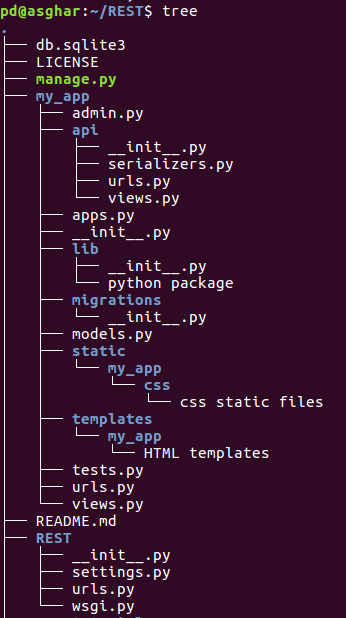 pd@asghar:~/REST$ tree
.
├── db.sqlite3
├── LICENSE
├── manage.py
├── my_app
│   ├── admin.py
│   ├── api
│   │   ├── __init__.py
│   │   ├── serializers.py
│   │   ├── urls.py
│   │   └── views.py
│   ├── apps.py
│   ├── __init__.py
│   ├── lib
│   │   ├── __init__.py
│   │   └── python package
│   ├── migrations
│   │   └── __init__.py
│   ├── models.py
│   ├── static
│   │   └── my_app
│   │       └── css
│   │           └── css static files
│   ├── templates
│   │   └── my_app
│   │       └── HTML templates
│   ├── tests.py
│   ├── urls.py
│   └── views.py
├── README.md
├── REST
│   ├── __init__.py
│   ├── settings.py
│   ├── urls.py
│   └── wsgi.py